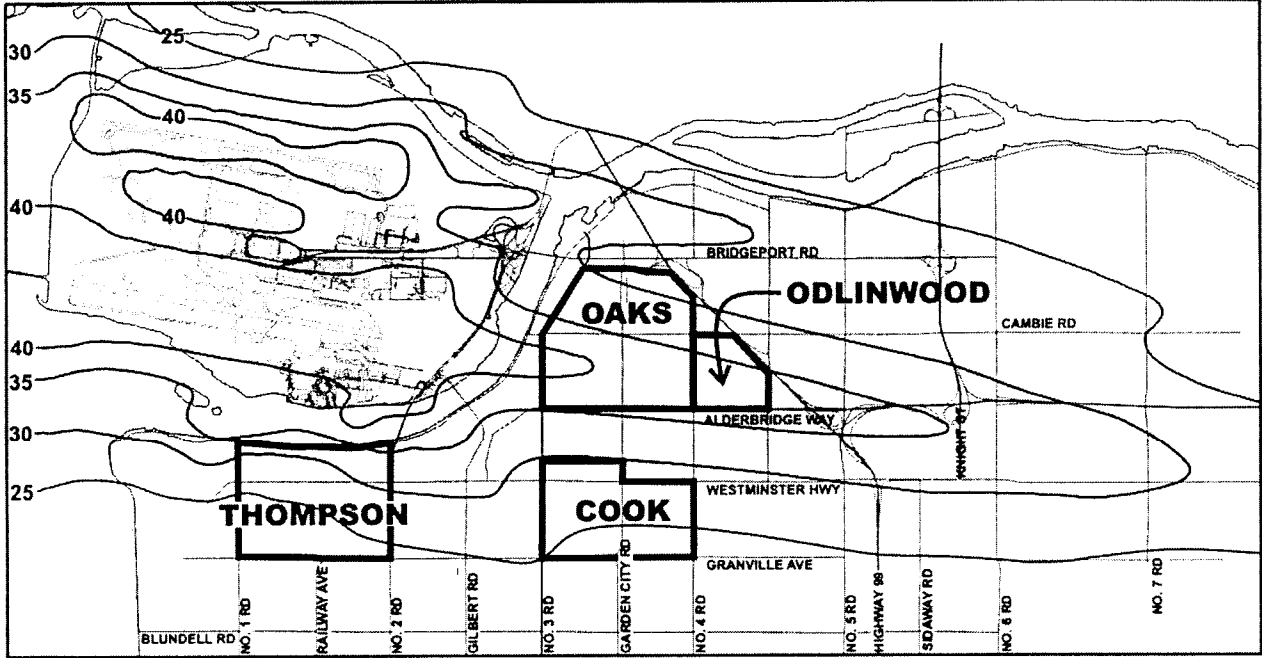 25
30
35
40
40
40
BRIDGEPORT RD
ODLINWOOD
OAKS
CAMBIE RD
40
35
ALDERBRIDGE WAY
30
KNIGHT ST
25
WESTMINSTER HWY
THOMPSON
COOK
GRANVILLE AVE
BLUNDELL RD
NO. 1 RD
RAILWAY AVE
NO. 2 RD
GILBERT RD
NO. 3 RD
GARDEN CITY RD
NO. 4 RD
NO. 5 RD
HIGHWAY 99
SIDAWAY RD
NO. 6 RD
NO. 7 RD